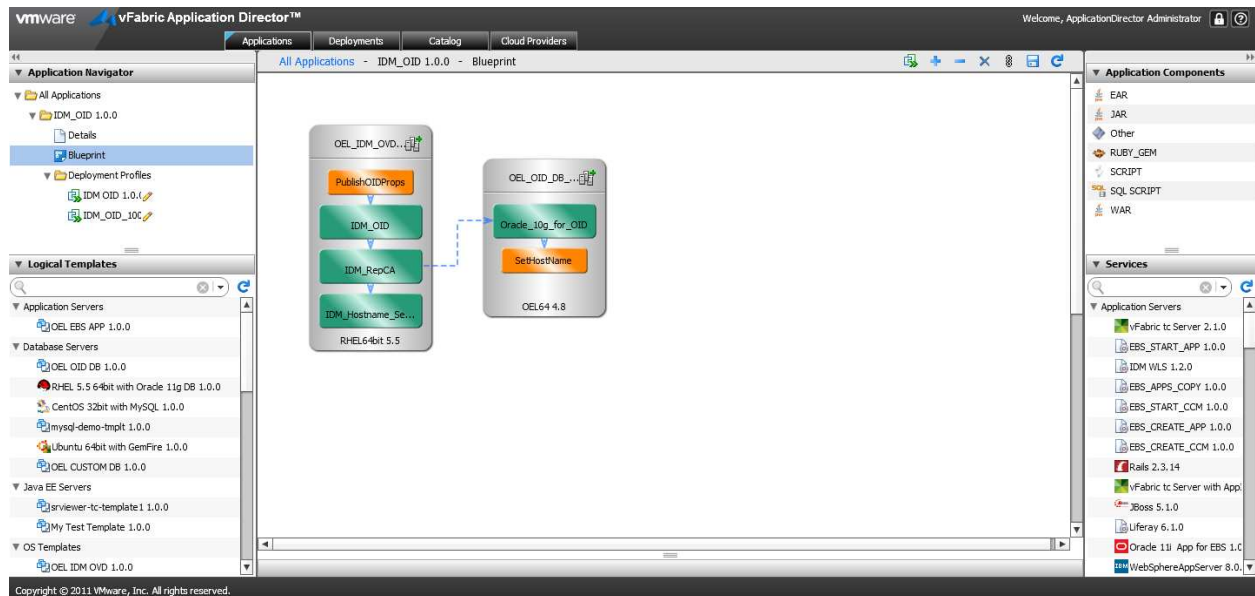 vmware vFabric Application Director™ Welcome, ApplicationDirector Administrator
Applications Deployments Catalog Cloud Providers
Application Navigator
All Applications
IDM_OID 1.0.0
Details
Blueprint
Deployment Profiles
IDM OID 1.0.(
IDM_OID_10C
Logical Templates
Application Servers
OEL EBS APP 1.0.0
Database Servers
OEL OID DB 1.0.0
RHEL 5.5 64bit with Oracle 11g DB 1.0.0
CentOS 32bit with MySQL 1.0.0
mysql-demo-tmplt 1.0.0
Ubuntu 64bit with GemFire 1.0.0
OEL CUSTOM DB 1.0.0
Java EE Servers
srviewer-tc-template1 1.0.0
My Test Template 1.0.0
OS Templates
OEL IDM OVD 1.0.0
All Applications - IDM_OID 1.0.0 - Blueprint
OEL_IDM_OVD...
PublishOIDProps
IDM_OID
IDM_RepCA
IDM_Hostname_Se...
RHEL64bit 5.5
OEL_OID_DB_...
Oracle_10g_for_OID
SetHostName
OEL64 4.8
Application Components
EAR
JAR
Other
RUBY_GEM
SCRIPT
SQL SCRIPT
WAR
Services
Application Servers
vFabric tc Server 2.1.0
EBS_START_APP 1.0.0
IDM WLS 1.2.0
EBS_APPS_COPY 1.0.0
EBS_START_CCM 1.0.0
EBS_CREATE_APP 1.0.0
EBS_CREATE_CCM 1.0.0
Rails 2.3.14
vFabric tc Server with Appl
JBoss 5.1.0
Liferay 6.1.0
Oracle 11i App for EBS 1.0
WebSphereAppServer 8.0.
Copyright © 2011 VMware, Inc. All rights reserved.